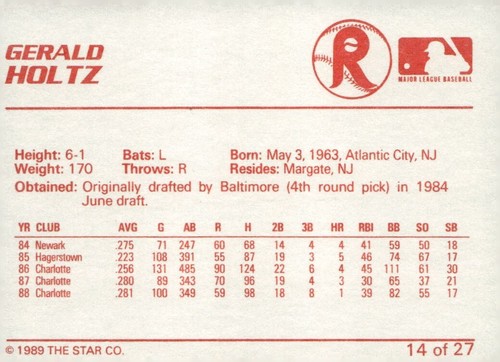 GERALD
HOLTZ
R
MAJOR LEAGUE BASEBALL
Height: 6-1 Bats: L Born: May 3, 1963, Atlantic City, NJ
Weight: 170 Throws: R Resides: Margate, NJ
Obtained: Originally drafted by Baltimore (4th round pick) in 1984
June draft.
YR CLUB AVG G AB R H 2B 3B HR RBI BB SO SB
84 Newark .275 71 247 60 68 14 4 4 41 59 50 18
85 Hagerstown .223 108 391 55 87 19 3 5 46 74 67 17
86 Charlotte .256 131 485 90 124 22 6 4 45 111 61 30
87 Charlotte .280 89 343 70 96 19 4 3 30 65 37 21
88 Charlotte .281 100 349 59 98 18 8 1 39 82 55 17
© 1989 THE STAR CO. 14 of 27